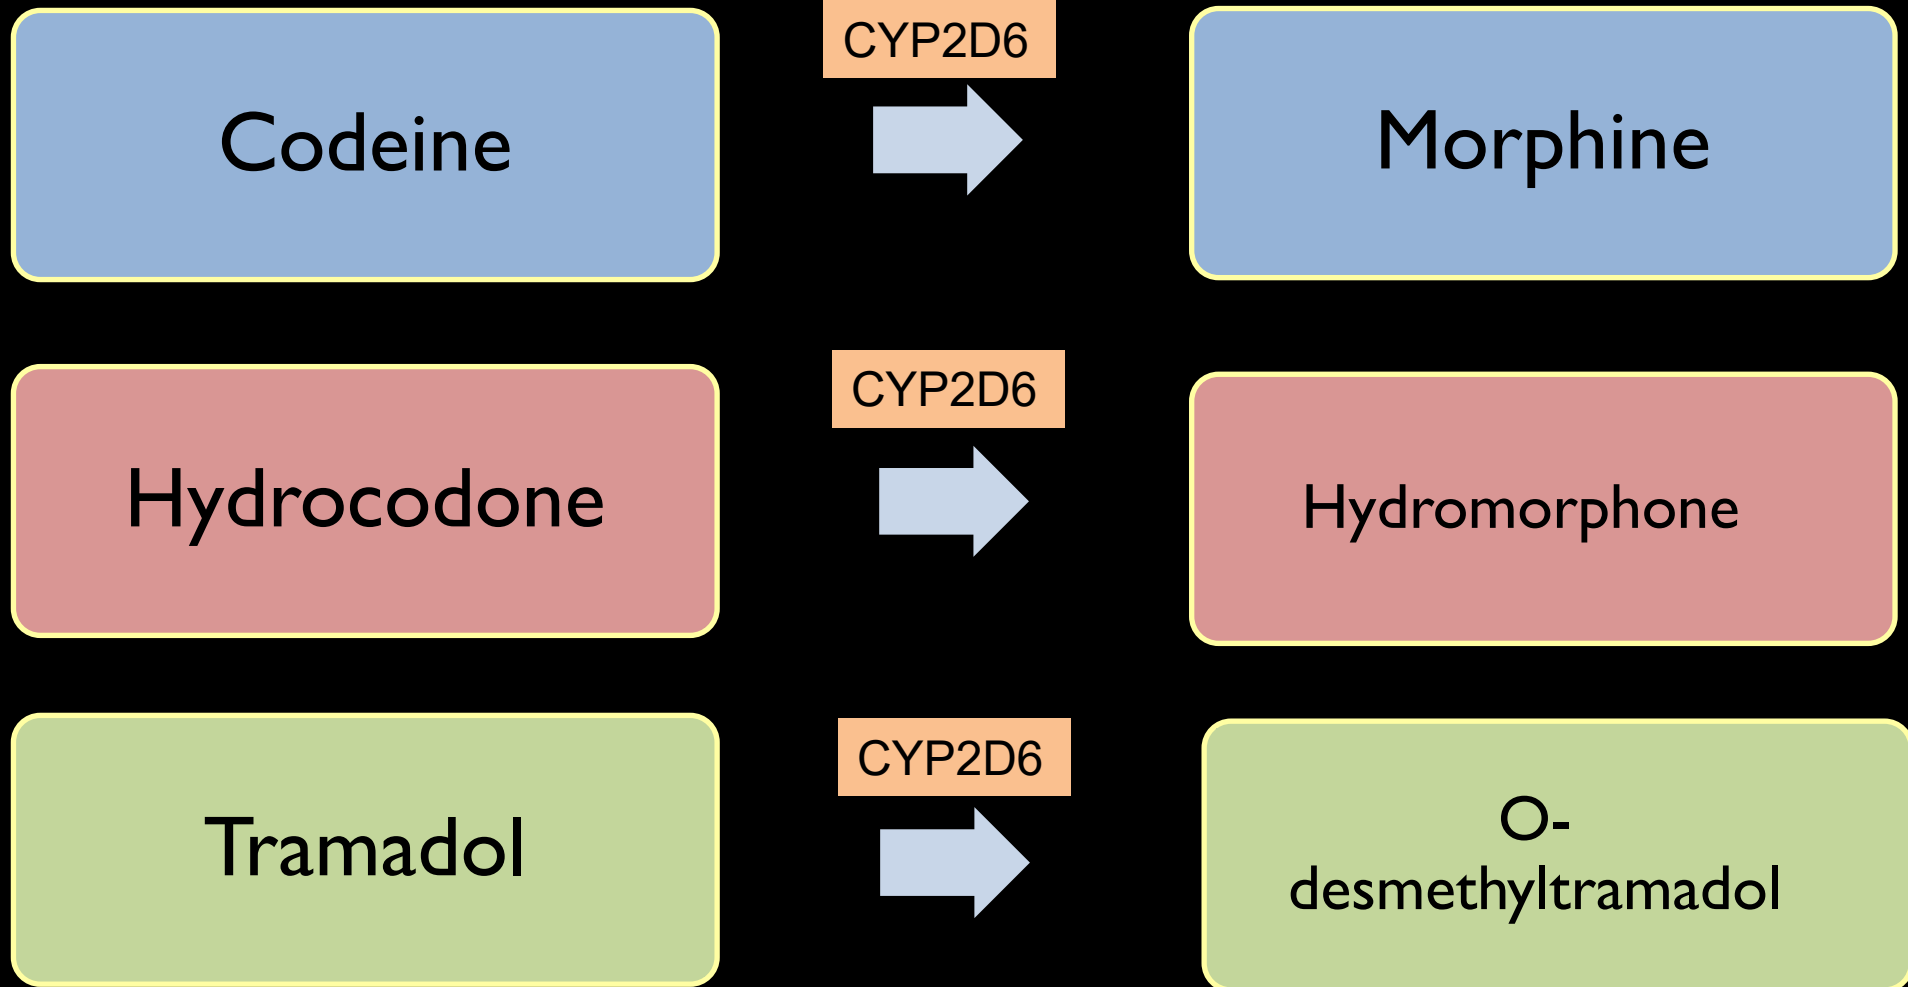 Codeine
CYP2D6
Morphine
Hydrocodone
CYP2D6
Hydromorphone
Tramadol
CYP2D6
O-
desmethyltramadol